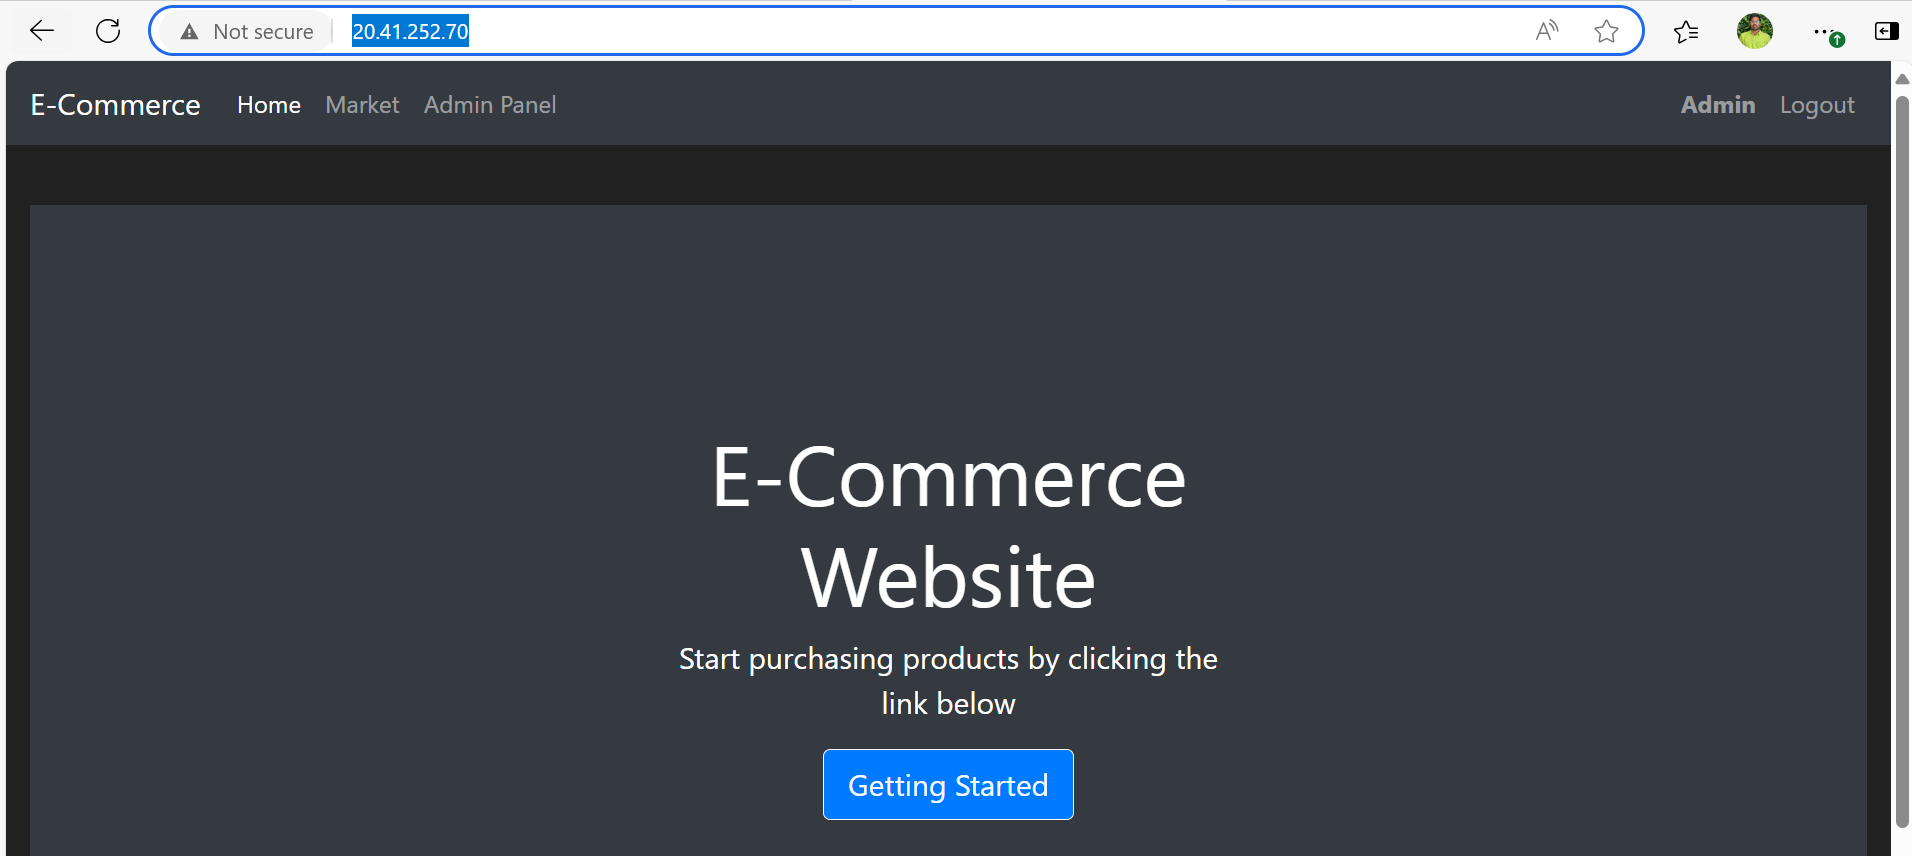 Not secure 20.41.252.70
E-Commerce Home Market Admin Panel Admin Logout
E-Commerce
Website
Start purchasing products by clicking the
link below
Getting Started